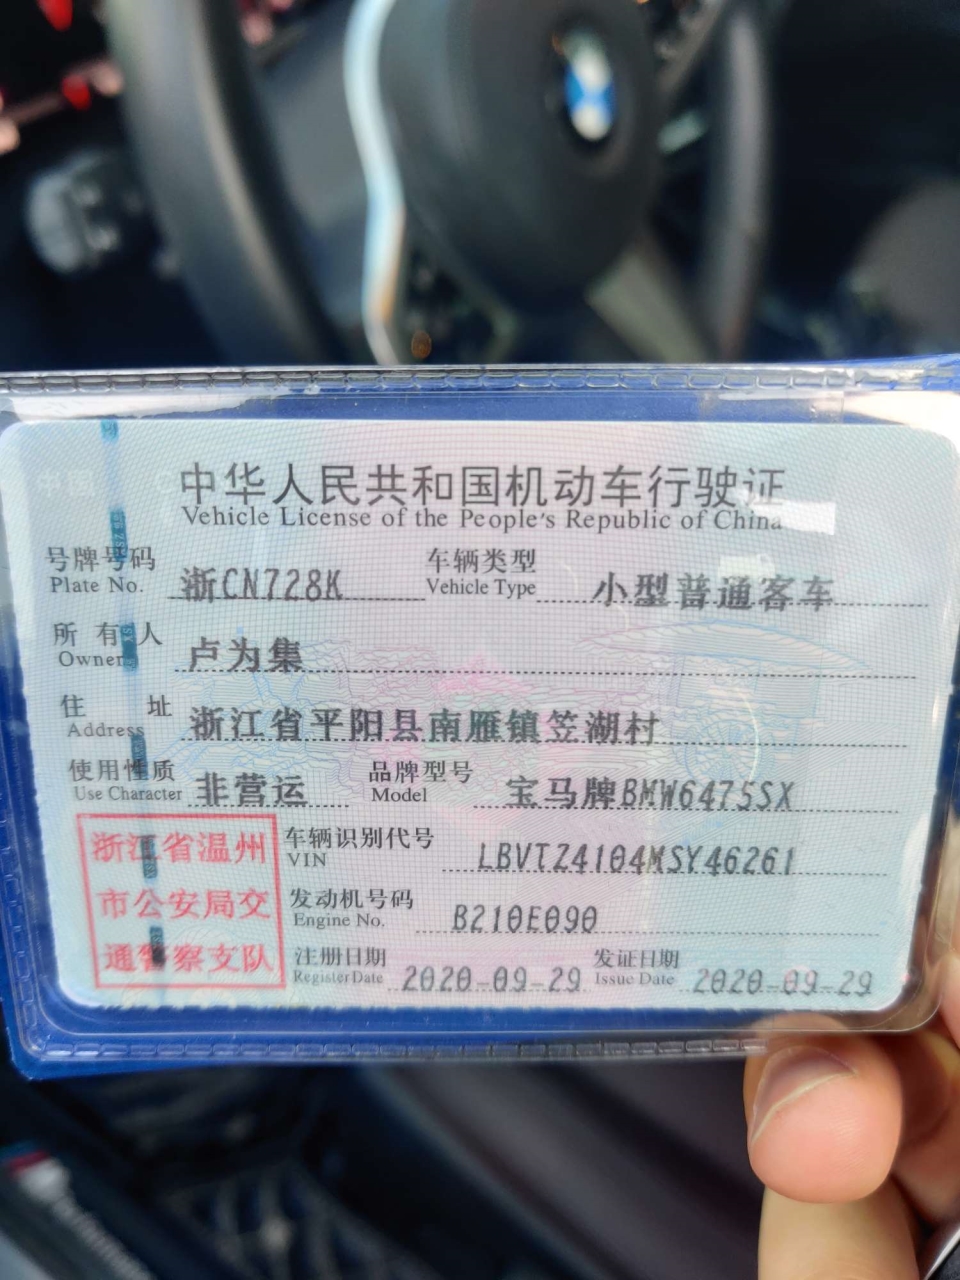 中华人民共和国机动车行驶证
Vehicle License of the People's Republic of China
号牌号码 浙CN728K 车辆类型 小型普通客车
Plate No. Vehicle Type
所有人 卢为集
Owner
住址 浙江省平阳县南雁镇笠湖村
Address
使用性质 非营运 品牌型号 宝马牌BMW6475SX
Use Character Model
浙江省温州
市公安局交
通警察支队
车辆识别代号 LBVTZ4104MSY46261
VIN
发动机号码 B210E090
Engine No.
注册日期 2020-09-29 发证日期 2020-09-29
Register Date Issue Date